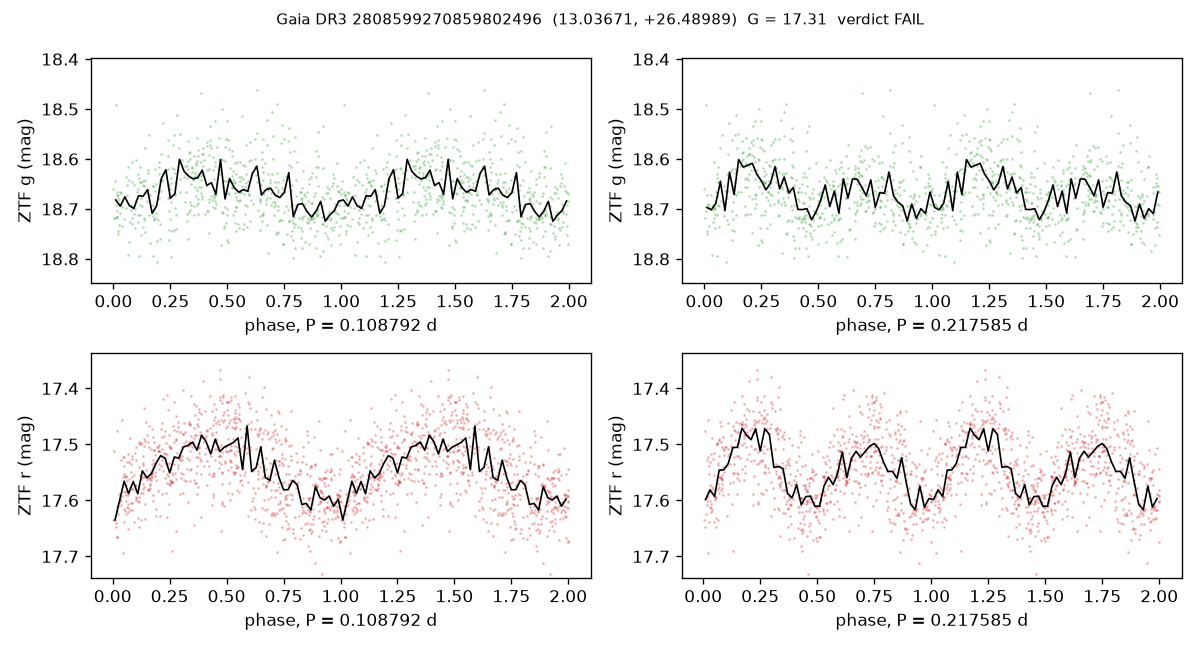 Gaia DR3 2808599270859802496 (13.03671, +26.48989) G = 17.31 verdict FAIL
ZTF g (mag)
18.4
18.5
18.6
18.7
18.8
0.00 0.25 0.50 0.75 1.00 1.25 1.50 1.75 2.00
phase, P = 0.108792 d
ZTF g (mag)
18.4
18.5
18.6
18.7
18.8
0.00 0.25 0.50 0.75 1.00 1.25 1.50 1.75 2.00
phase, P = 0.217585 d
ZTF r (mag)
17.4
17.5
17.6
17.7
0.00 0.25 0.50 0.75 1.00 1.25 1.50 1.75 2.00
phase, P = 0.108792 d
ZTF r (mag)
17.4
17.5
17.6
17.7
0.00 0.25 0.50 0.75 1.00 1.25 1.50 1.75 2.00
phase, P = 0.217585 d